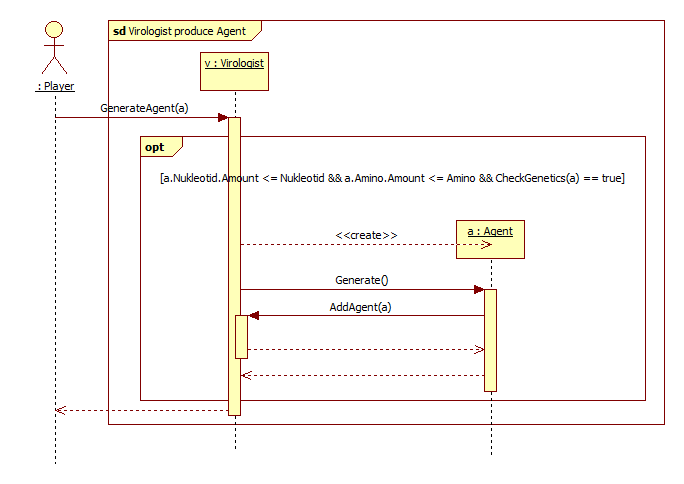 sd Virologist produce Agent
v : Virologist
: Player
GenerateAgent(a)
opt
[a.Nukleotid.Amount <= Nukleotid && a.Amino.Amount <= Amino && CheckGenetics(a) == true]
<<create>>
a : Agent
Generate()
AddAgent(a)